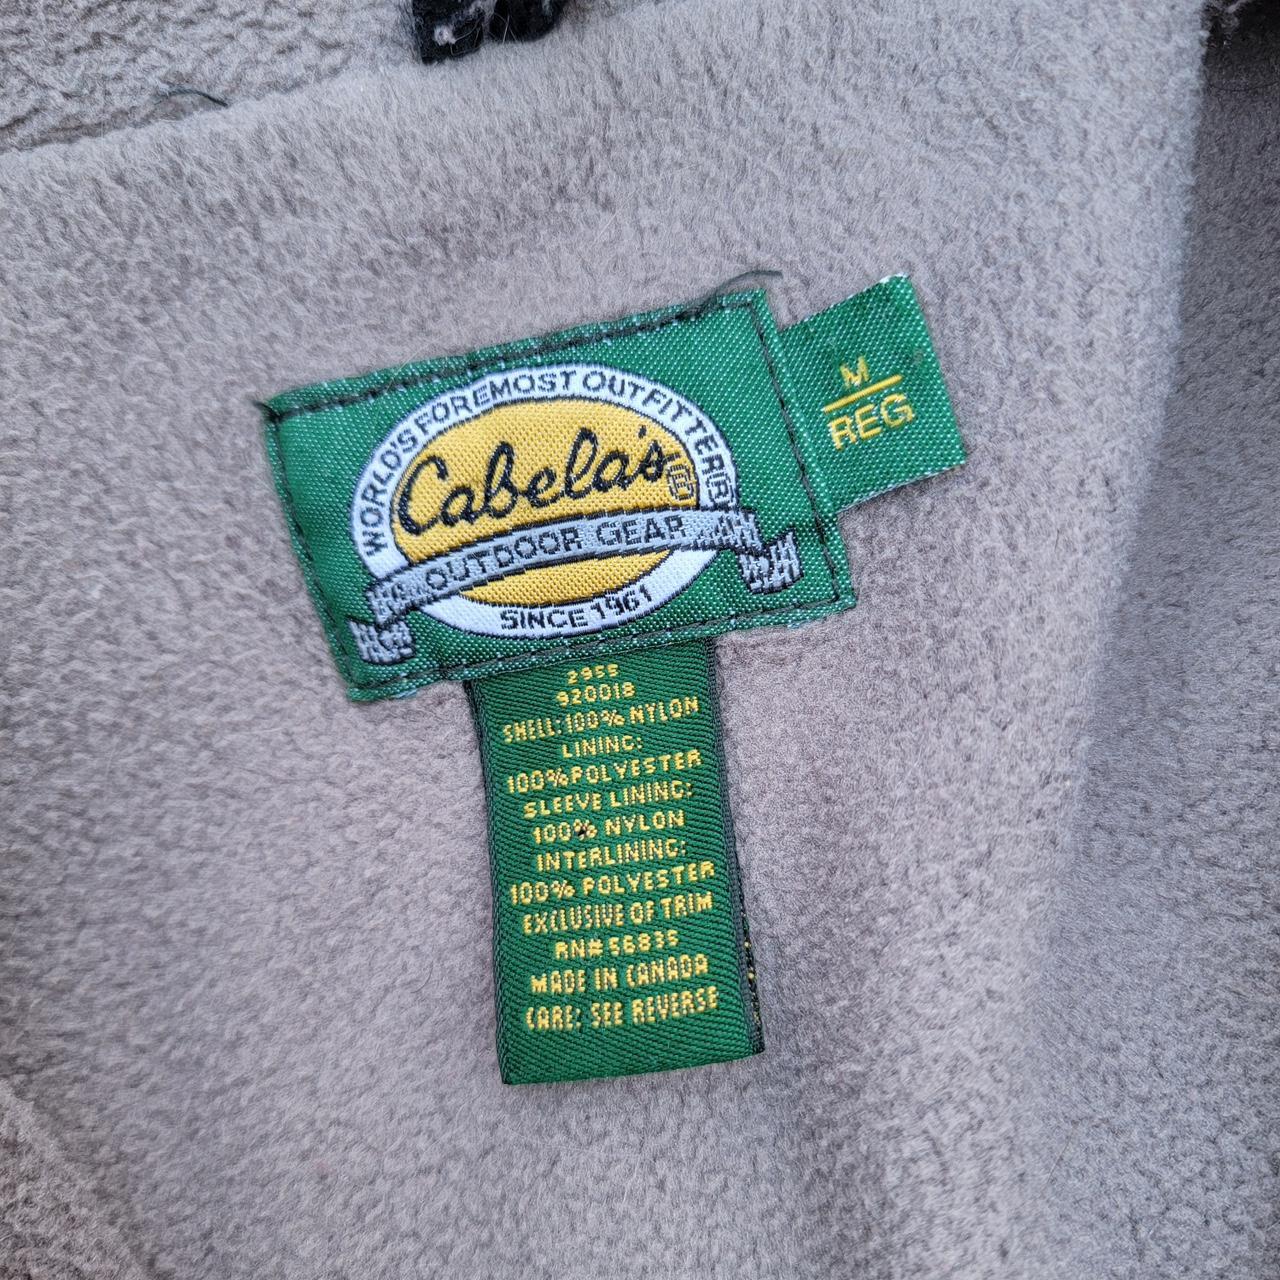 WORLD'S FOREMOST OUTFITTER(R)
Cabela's®
OUTDOOR GEAR
SINCE 1961
M
REG
2955
920018
SHELL: 100% NYLON
LINING:
100% POLYESTER
SLEEVE LINING:
100% NYLON
INTERLINING:
100% POLYESTER
EXCLUSIVE OF TRIM
RN# 56835
MADE IN CANADA
CARE: SEE REVERSE